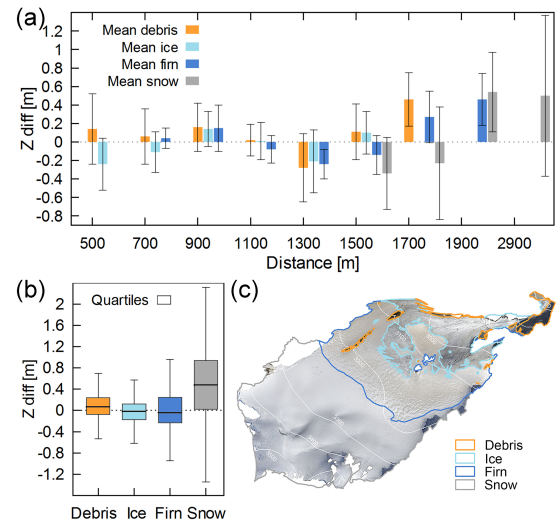 (a)
Mean debris
Mean ice
Mean firn
Mean snow
Z diff [m]
1.2
1
0.8
0.6
0.4
0.2
0
-0.2
-0.4
-0.6
-0.8
500 700 900 1100 1300 1500 1700 1900 2900
Distance [m]
(b)
Quartiles
Z diff [m]
2
1.6
1.2
0.8
0.4
0
-0.4
-0.8
-1.2
Debris Ice Firn Snow
(c)
Debris
Ice
Firn
Snow